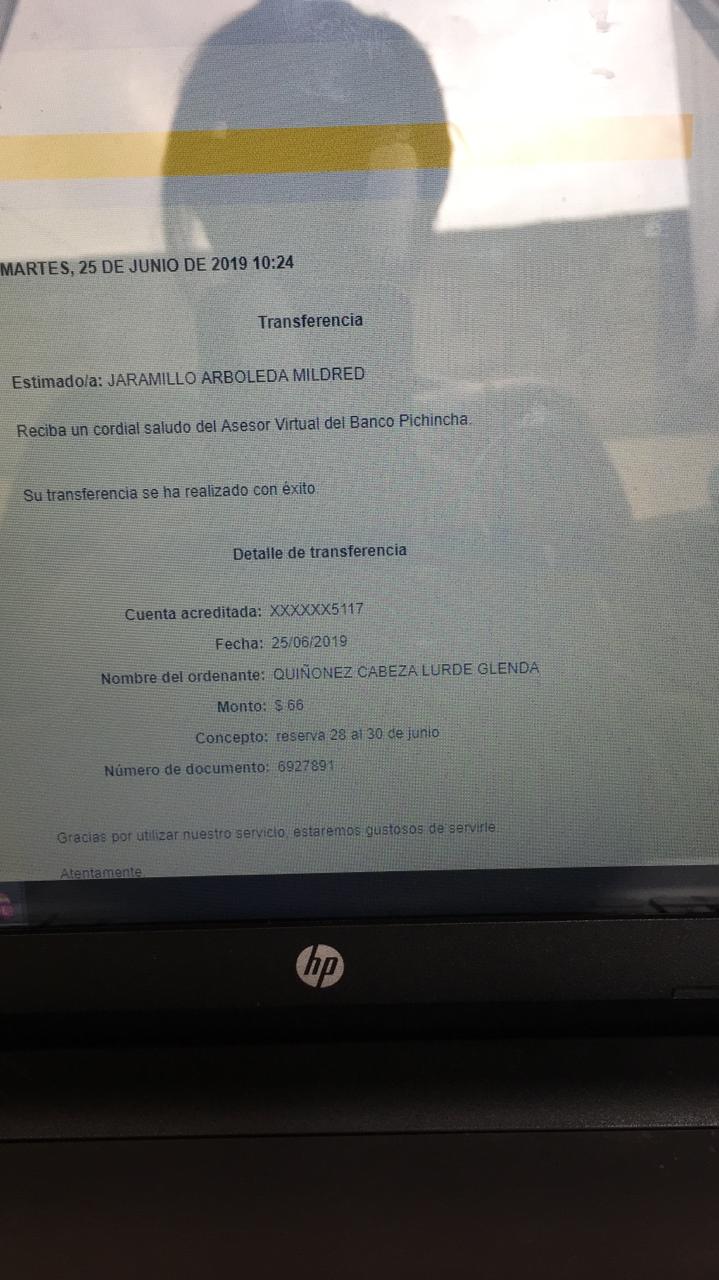 MARTES, 25 DE JUNIO DE 2019 10:24
Transferencia
Estimado/a: JARAMILLO ARBOLEDA MILDRED
Reciba un cordial saludo del Asesor Virtual del Banco Pichincha.
Su transferencia se ha realizado con éxito.
Detalle de transferencia
Cuenta acreditada: XXXXXX5117
Fecha: 25/06/2019
Nombre del ordenante: QUIÑONEZ CABEZA LURDE GLENDA
Monto: $ 66
Concepto: reserva 28 al 30 de junio
Número de documento: 6927891
Gracias por utilizar nuestro servicio, estaremos gustosos de servirle.
Atentamente,
hp